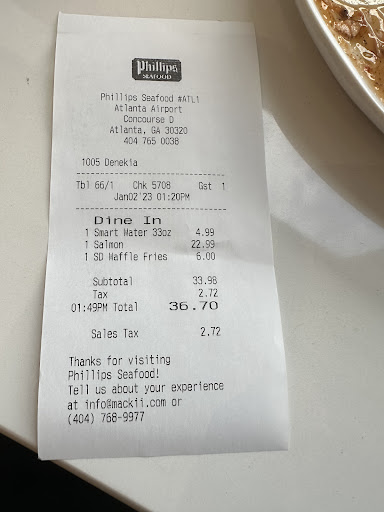 Phillips
SEAFOOD
Phillips Seafood #ATL1
Atlanta Airport
Concourse D
Atlanta, GA 30320
404 765 0038
1005 Denekia
Tbl 66/1 Chk 5708 Gst 1
Jan02'23 01:20PM
Dine In
1 Smart Water 33oz 4.99
1 Salmon 22.99
1 SD Waffle Fries 6.00
Subtotal 33.98
Tax 2.72
01:49PM Total 36.70
Sales Tax 2.72
Thanks for visiting
Phillips Seafood!
Tell us about your experience
at info@mackii.com or
(404) 768-9977